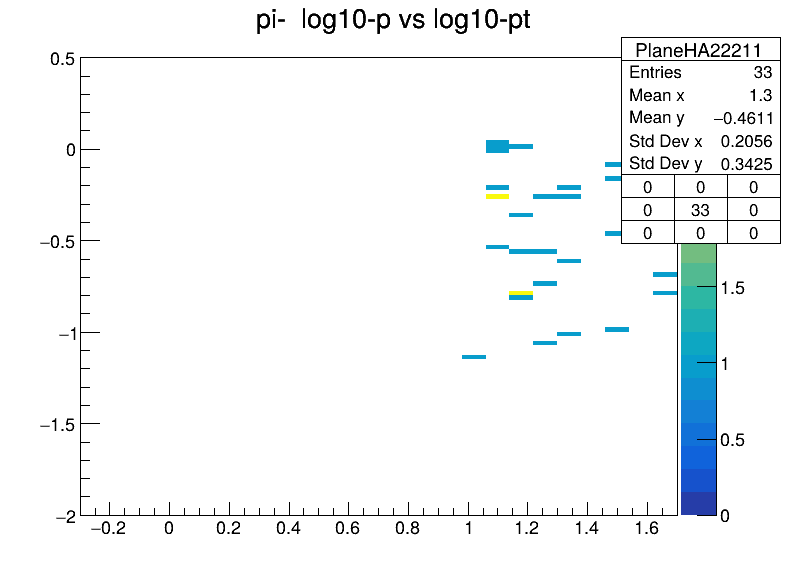 pi-  log10-p vs log10-pt
PlaneHA22211
Entries 33
Mean x 1.3
Mean y −0.4611
Std Dev x 0.2056
Std Dev y 0.3425
0 0 0
0 33 0
0 0 0
0.5
0
−0.5
−1
−1.5
−2
−0.2 0 0.2 0.4 0.6 0.8 1 1.2 1.4 1.6
1.5
1
0.5
0